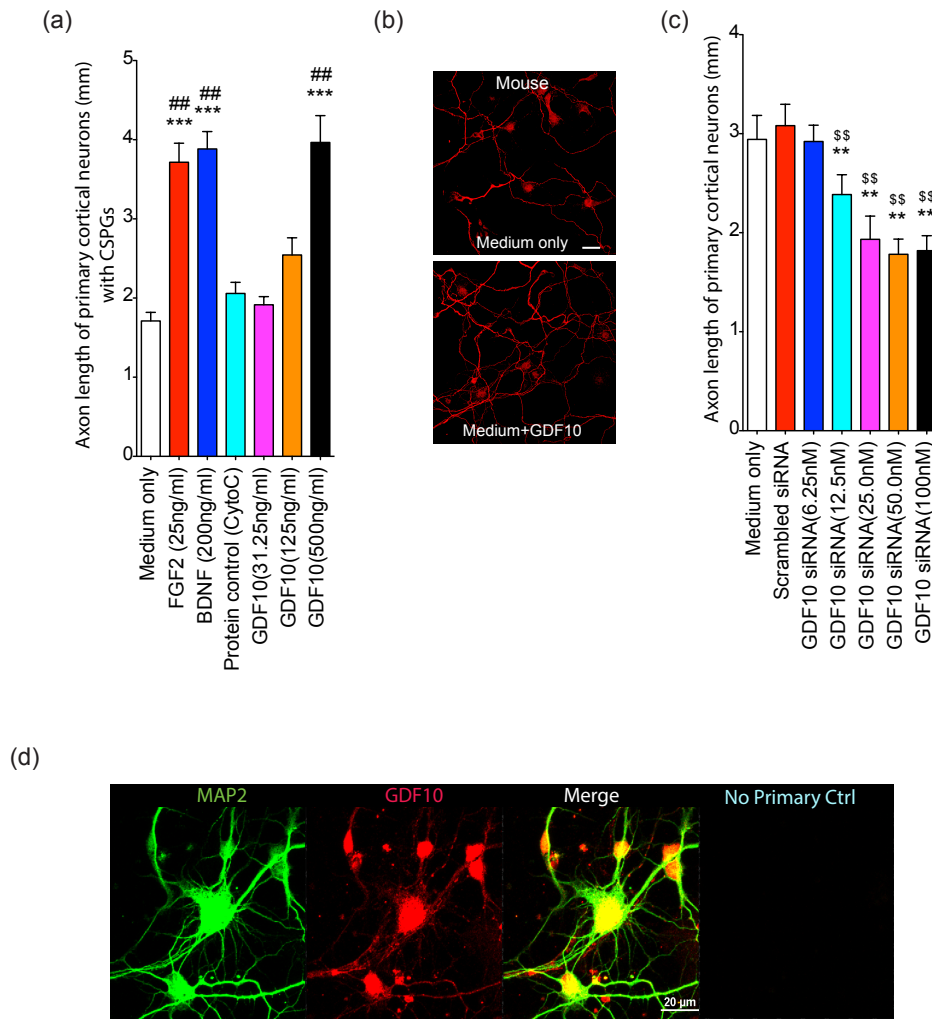 (a)
Axon length of primary cortical neurons (mm)
with CSPGs
5
4
3
2
1
0
##
***
##
***
##
***
Medium only
FGF2 (25ng/ml)
BDNF (200ng/ml)
Protein control (CytoC)
GDF10(31.25ng/ml)
GDF10(125ng/ml)
GDF10(500ng/ml)
(b)
Mouse
Medium only
Medium+GDF10
(c)
Axon length of primary cortical neurons (mm)
4
3
2
1
0
$$
**
$$
**
$$
**
$$
**
Medium only
Scrambled siRNA
GDF10 siRNA(6.25nM)
GDF10 siRNA(12.5nM)
GDF10 siRNA(25.0nM)
GDF10 siRNA(50.0nM)
GDF10 siRNA(100nM)
(d)
MAP2
GDF10
Merge
No Primary Ctrl
20 µm